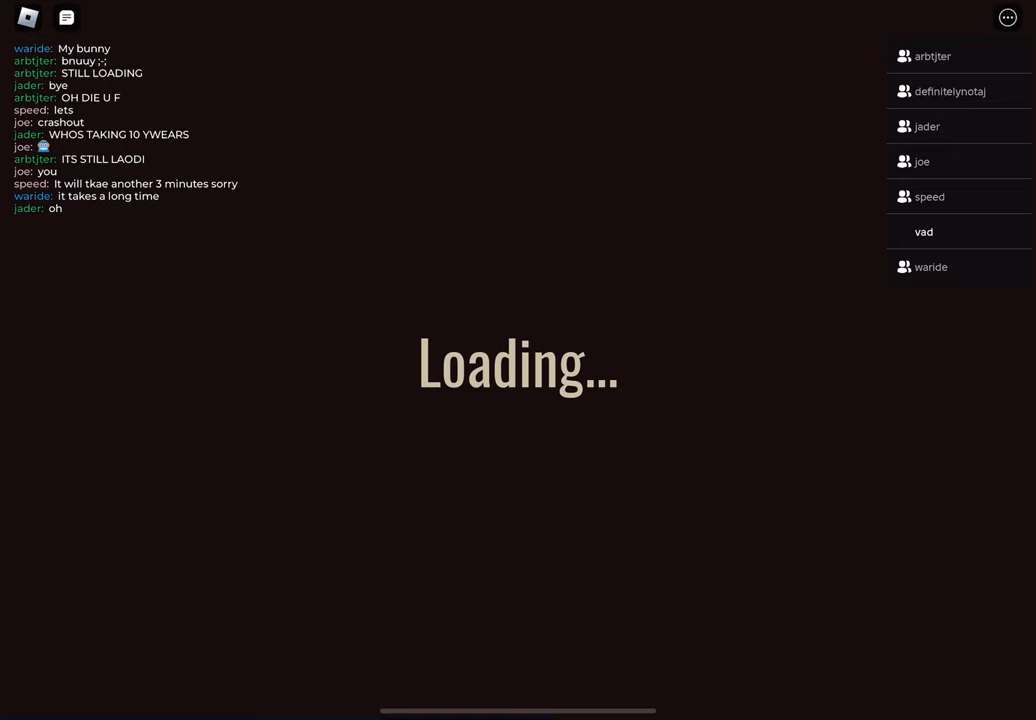 waride: My bunny
arbtjter: bnuuy ;-;
arbtjter: STILL LOADING
jader: bye
arbtjter: OH DIE U F
speed: lets
joe: crashout
jader: WHOS TAKING 10 YWEARS
joe: 🥶
arbtjter: ITS STILL LAODI
joe: you
speed: It will tkae another 3 minutes sorry
waride: it takes a long time
jader: oh
arbtjter
definitelynotaj
jader
joe
speed
vad
waride
Loading...